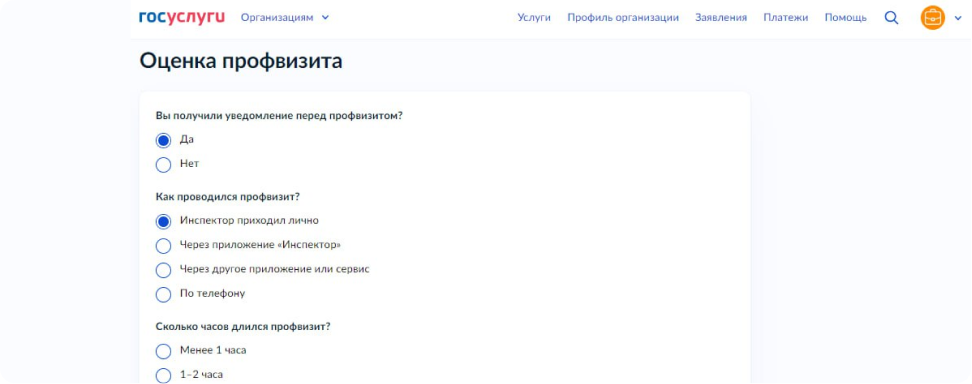 госуслуги Организациям Услуги Профиль организации Заявления Платежи Помощь
Оценка профвизита
Вы получили уведомление перед профвизитом?
Да
Нет
Как проводился профвизит?
Инспектор приходил лично
Через приложение «Инспектор»
Через другое приложение или сервис
По телефону
Сколько часов длился профвизит?
Менее 1 часа
1–2 часа